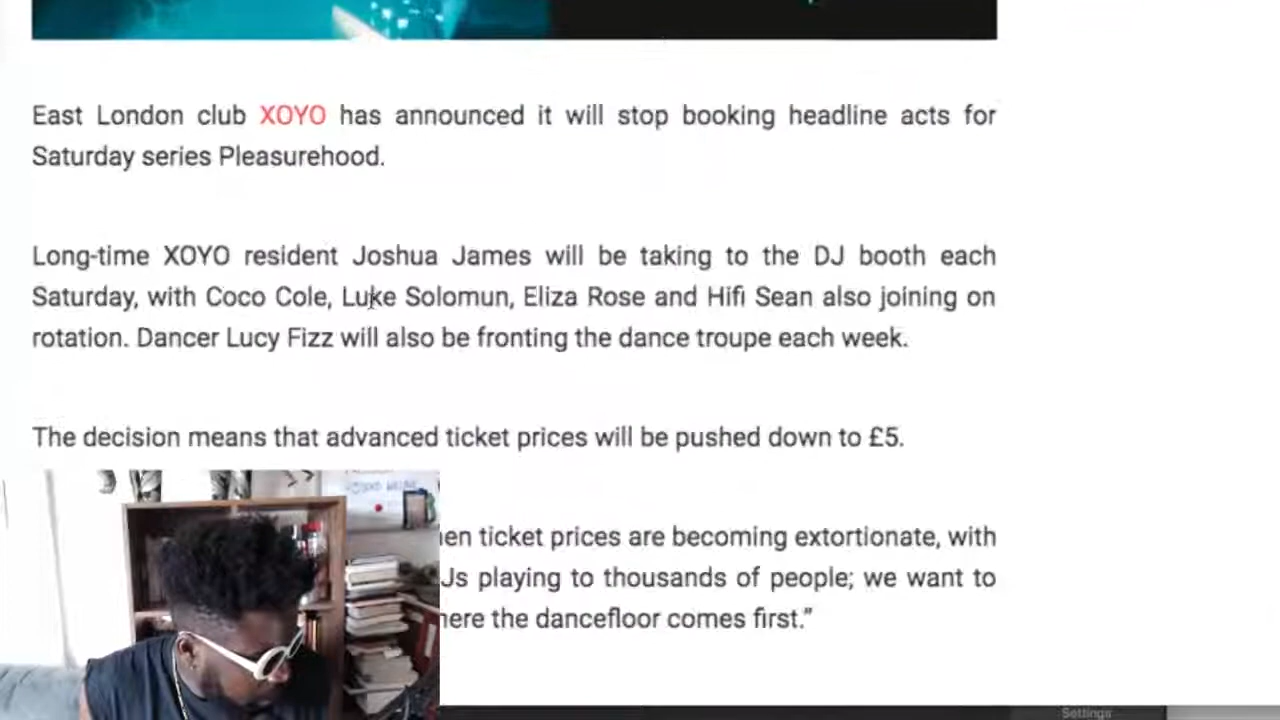 East London club XOYO has announced it will stop booking headline acts for
Saturday series Pleasurehood.
Long-time XOYO resident Joshua James will be taking to the DJ booth each
Saturday, with Coco Cole, Luke Solomun, Eliza Rose and Hifi Sean also joining on
rotation. Dancer Lucy Fizz will also be fronting the dance troupe each week.
The decision means that advanced ticket prices will be pushed down to £5.
ticket prices are becoming extortionate, with
playing to thousands of people; we want to
the dancefloor comes first.”
Settings